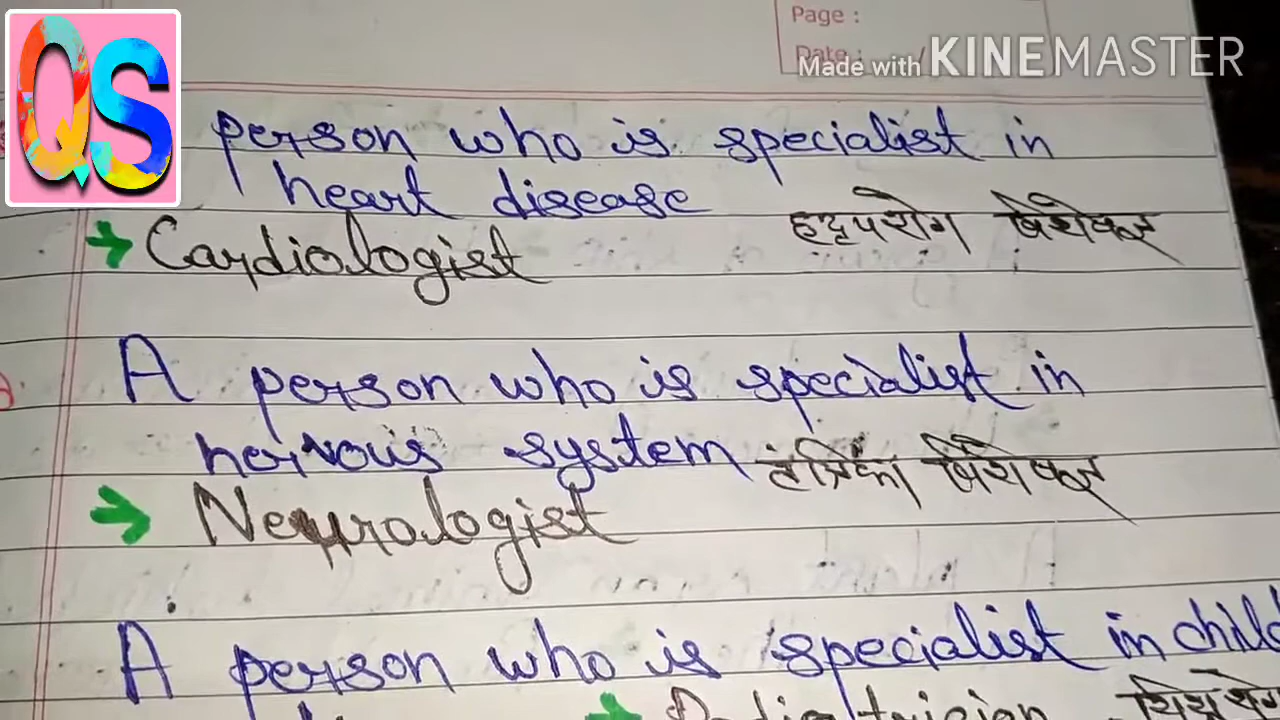 QS
Page :
Date :
Made with KINEMASTER
person who is specialist in
heart disease
हृदयरोग विशेषज्ञ
→ Cardiologist
A person who is specialist in
nervous system तंत्रिका विशेषज्ञ
→ Neurologist
A person who is specialist in child
→ Pediatrician